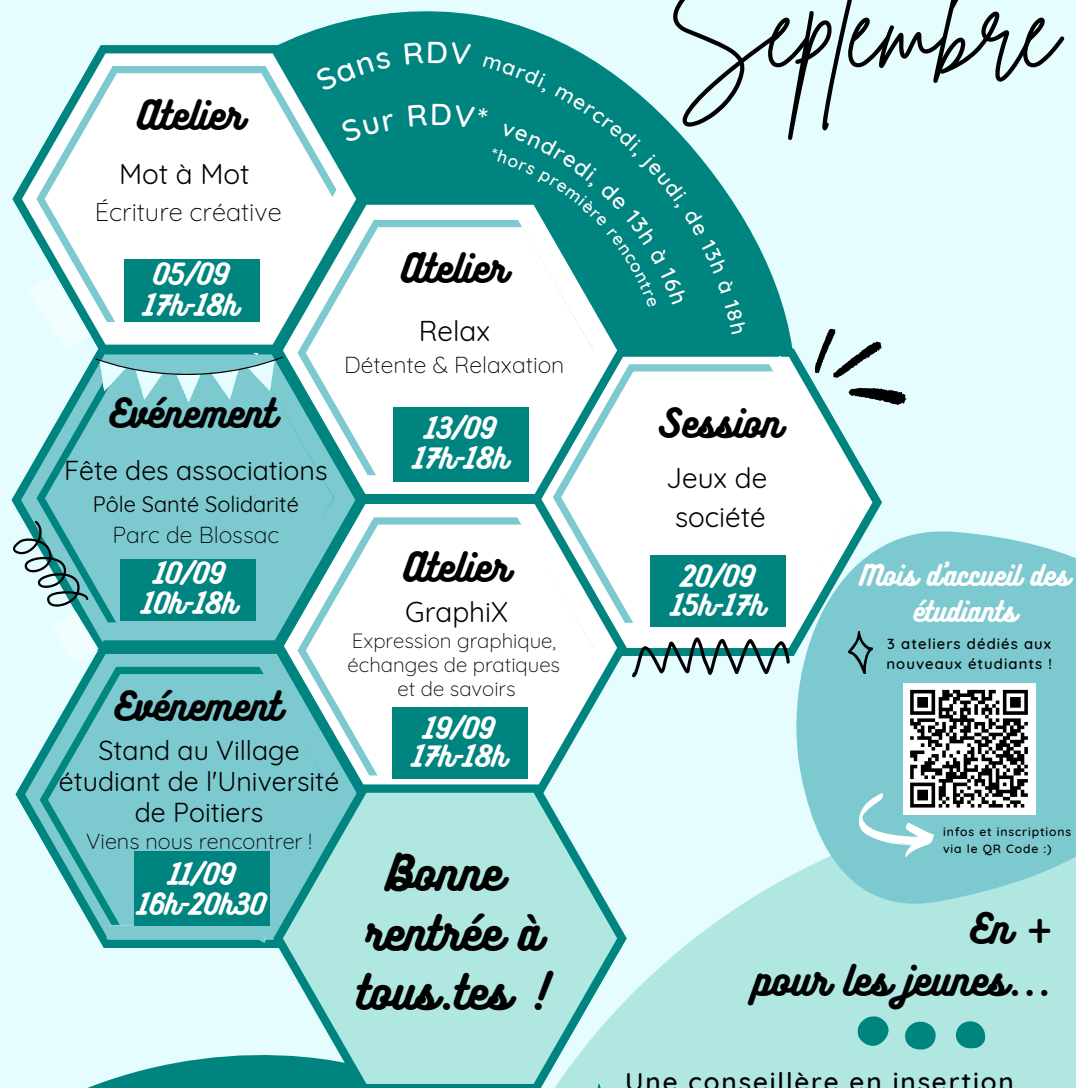 Septembre
Sans RDV mardi, mercredi, jeudi, de 13h à 18h
Sur RDV* vendredi, de 13h à 16h
*hors première rencontre
Atelier
Mot à Mot
Écriture créative
05/09
17h-18h
Atelier
Relax
Détente & Relaxation
13/09
17h-18h
Evénement
Fête des associations
Pôle Santé Solidarité
Parc de Blossac
10/09
10h-18h
Session
Jeux de
société
20/09
15h-17h
Atelier
GraphiX
Expression graphique,
échanges de pratiques
et de savoirs
19/09
17h-18h
Mois d'accueil des
étudiants
3 ateliers dédiés aux
nouveaux étudiants !
infos et inscriptions
via le QR Code :)
Evénement
Stand au Village
étudiant de l'Université
de Poitiers
Viens nous rencontrer !
11/09
16h-20h30
Bonne
rentrée à
tous.tes !
En +
pour les jeunes...
Une conseillère en insertion